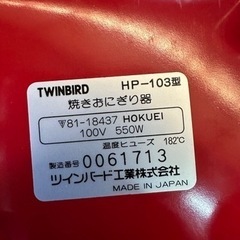 TWINBIRD HP-103型
焼きおにぎり器
〒81-18437 HOKUEI
100V 550W
温度ヒューズ 182℃
製造番号 0061713
ツインバード工業株式会社
MADE IN JAPAN